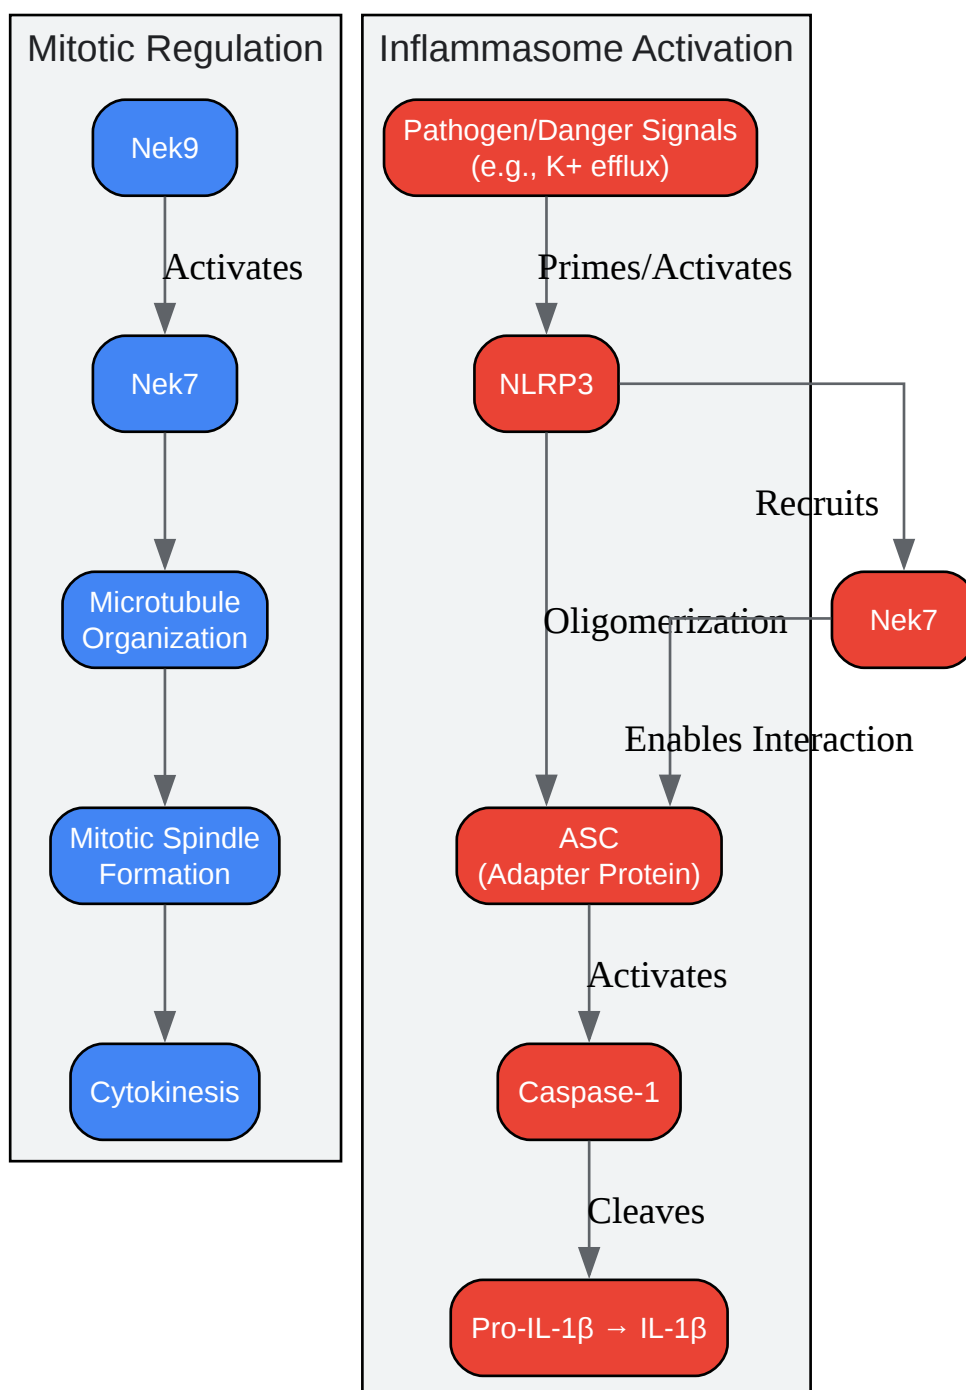 Mitotic Regulation
Nek9
Activates
Nek7
Microtubule
Organization
Mitotic Spindle
Formation
Cytokinesis
Inflammasome Activation
Pathogen/Danger Signals
(e.g., K+ efflux)
Primes/Activates
NLRP3
Recruits
Nek7
Oligomerization
Enables Interaction
ASC
(Adapter Protein)
Activates
Caspase-1
Cleaves
Pro-IL-1β → IL-1β